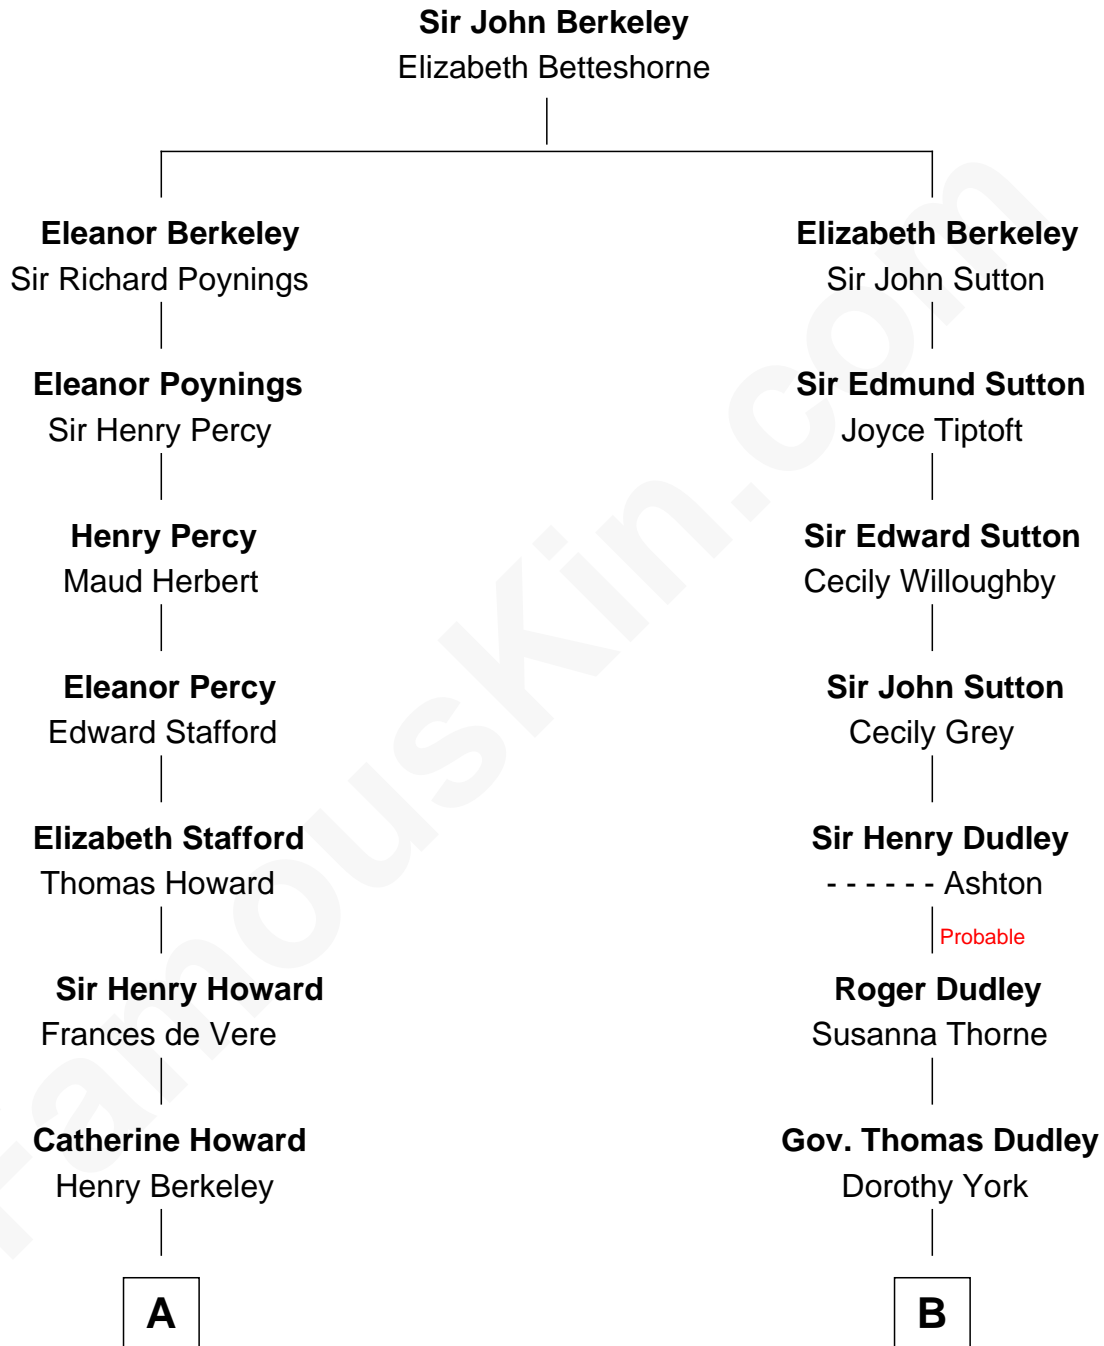 Sir John Berkeley
Elizabeth Betteshorne
Eleanor Berkeley
Sir Richard Poynings
Eleanor Poynings
Sir Henry Percy
Henry Percy
Maud Herbert
Eleanor Percy
Edward Stafford
Elizabeth Stafford
Thomas Howard
Sir Henry Howard
Frances de Vere
Catherine Howard
Henry Berkeley
A
Elizabeth Berkeley
Sir John Sutton
Sir Edmund Sutton
Joyce Tiptoft
Sir Edward Sutton
Cecily Willoughby
Sir John Sutton
Cecily Grey
Sir Henry Dudley
- - - - - - Ashton
Probable
Roger Dudley
Susanna Thorne
Gov. Thomas Dudley
Dorothy York
B
FamousKin.com